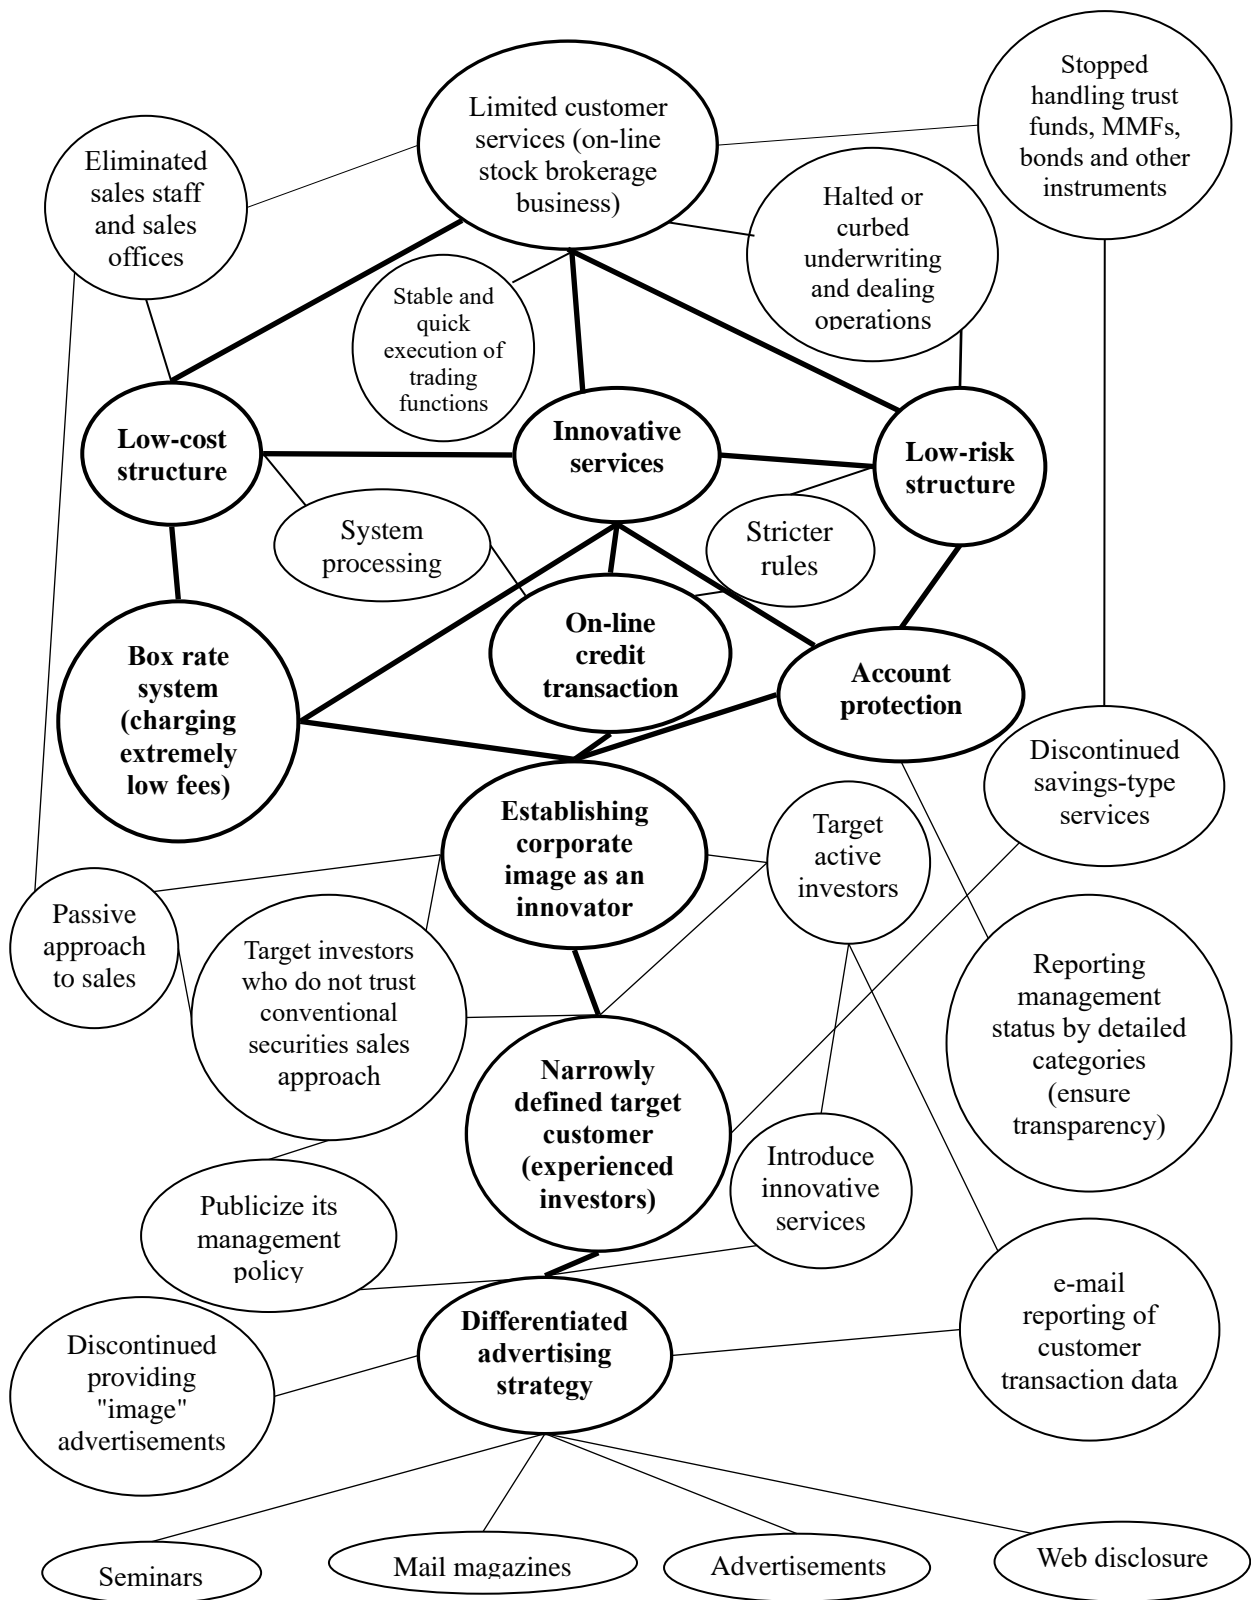 Limited customer
services (on-line
stock brokerage
business)
Stopped
handling trust
funds, MMFs,
bonds and other
instruments
Eliminated
sales staff
and sales
offices
Halted or
curbed
underwriting
and dealing
operations
Stable and
quick
execution of
trading
functions
Low-cost
structure
Innovative
services
Low-risk
structure
System
processing
Stricter
rules
Box rate
system
(charging
extremely
low fees)
On-line
credit
transaction
Account
protection
Discontinued
savings-type
services
Establishing
corporate
image as an
innovator
Target
active
investors
Passive
approach
to sales
Target investors
who do not trust
conventional
securities sales
approach
Reporting
management
status by detailed
categories
(ensure
transparency)
Narrowly
defined target
customer
(experienced
investors)
Introduce
innovative
services
Publicize its
management
policy
e-mail
reporting of
customer
transaction data
Differentiated
advertising
strategy
Discontinued
providing
"image"
advertisements
Seminars
Mail magazines
Advertisements
Web disclosure